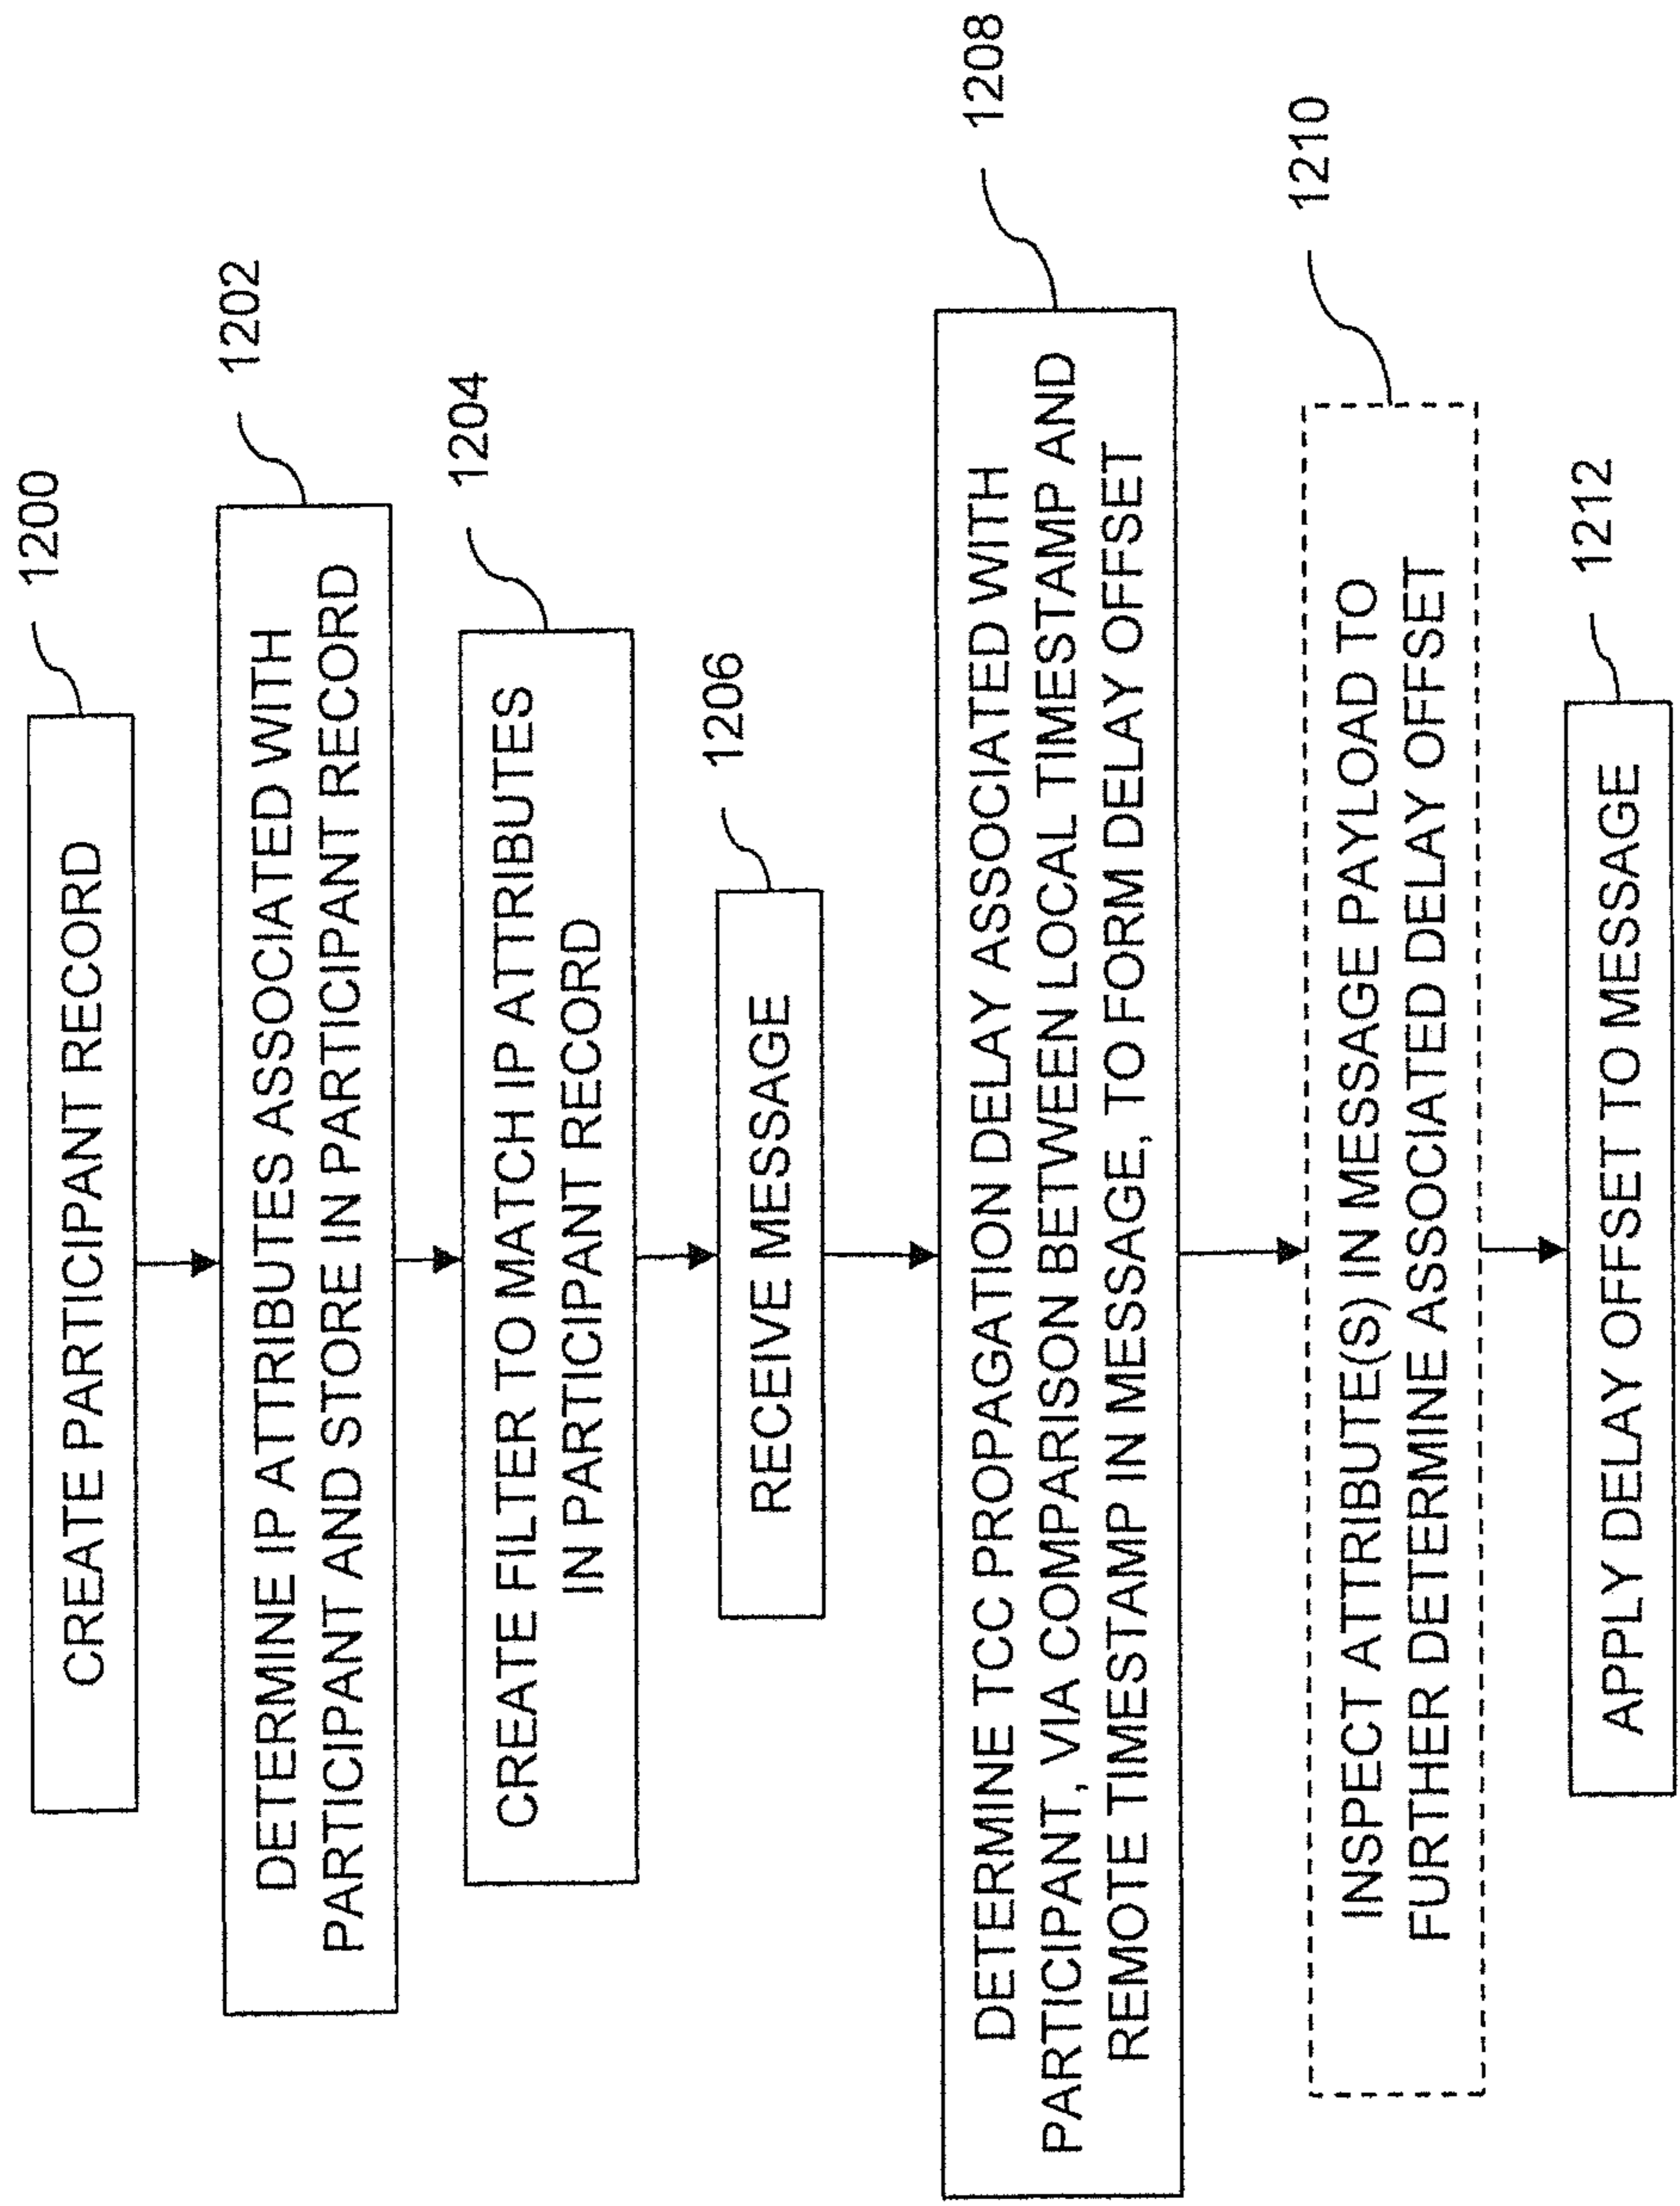 CREATE PARTICIPANT RECORD
1200
DETERMINE IP ATTRIBUTES ASSOCIATED WITH
PARTICIPANT AND STORE IN PARTICIPANT RECORD
1202
CREATE FILTER TO MATCH IP ATTRIBUTES
IN PARTICIPANT RECORD
1204
RECEIVE MESSAGE
1206
DETERMINE TCC PROPAGATION DELAY ASSOCIATED WITH
PARTICIPANT, VIA COMPARISON BETWEEN LOCAL TIMESTAMP AND
REMOTE TIMESTAMP IN MESSAGE, TO FORM DELAY OFFSET
1208
INSPECT ATTRIBUTE(S) IN MESSAGE PAYLOAD TO
FURTHER DETERMINE ASSOCIATED DELAY OFFSET
1210
APPLY DELAY OFFSET TO MESSAGE
1212